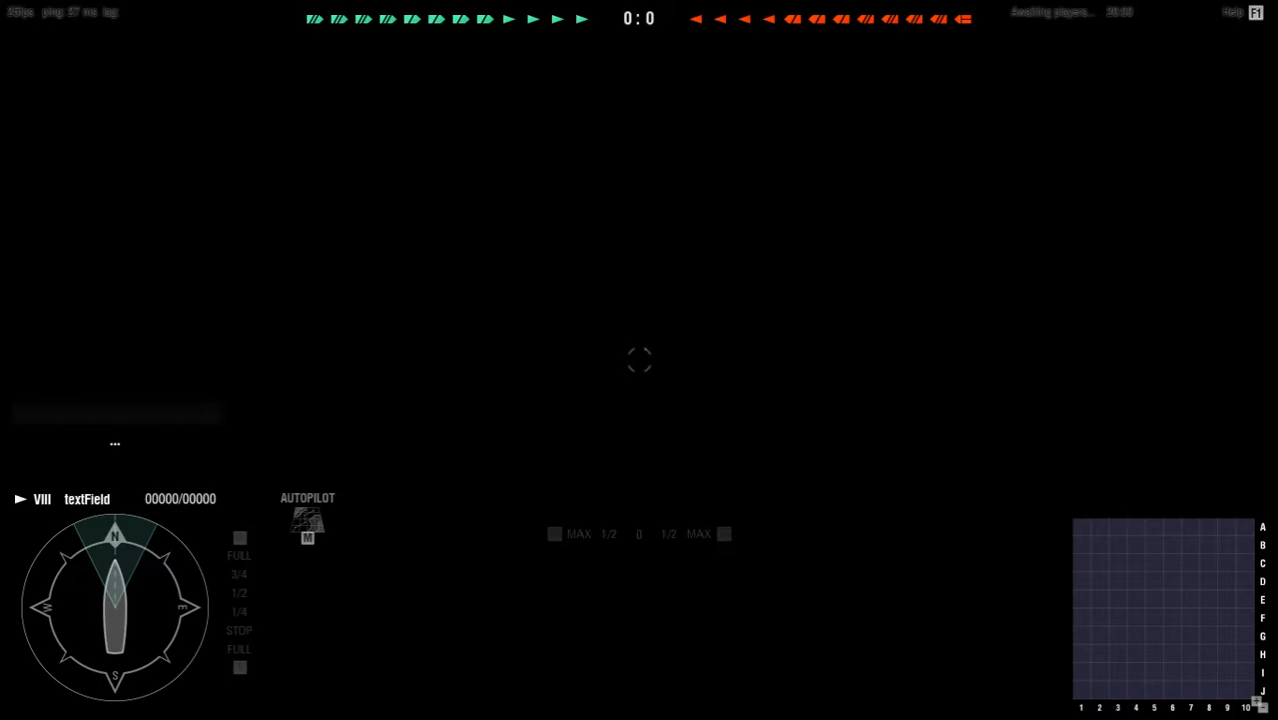 25fps ping: 27 ms lag
0 : 0
Awaiting players... 20:00
Help F1
...
VIII textField 00000/00000
AUTOPILOT
M
N
W
E
S
FULL
3/4
1/2
1/4
STOP
FULL
MAX 1/2 0 1/2 MAX
A
B
C
D
E
F
G
H
I
J
1 2 3 4 5 6 7 8 9 10